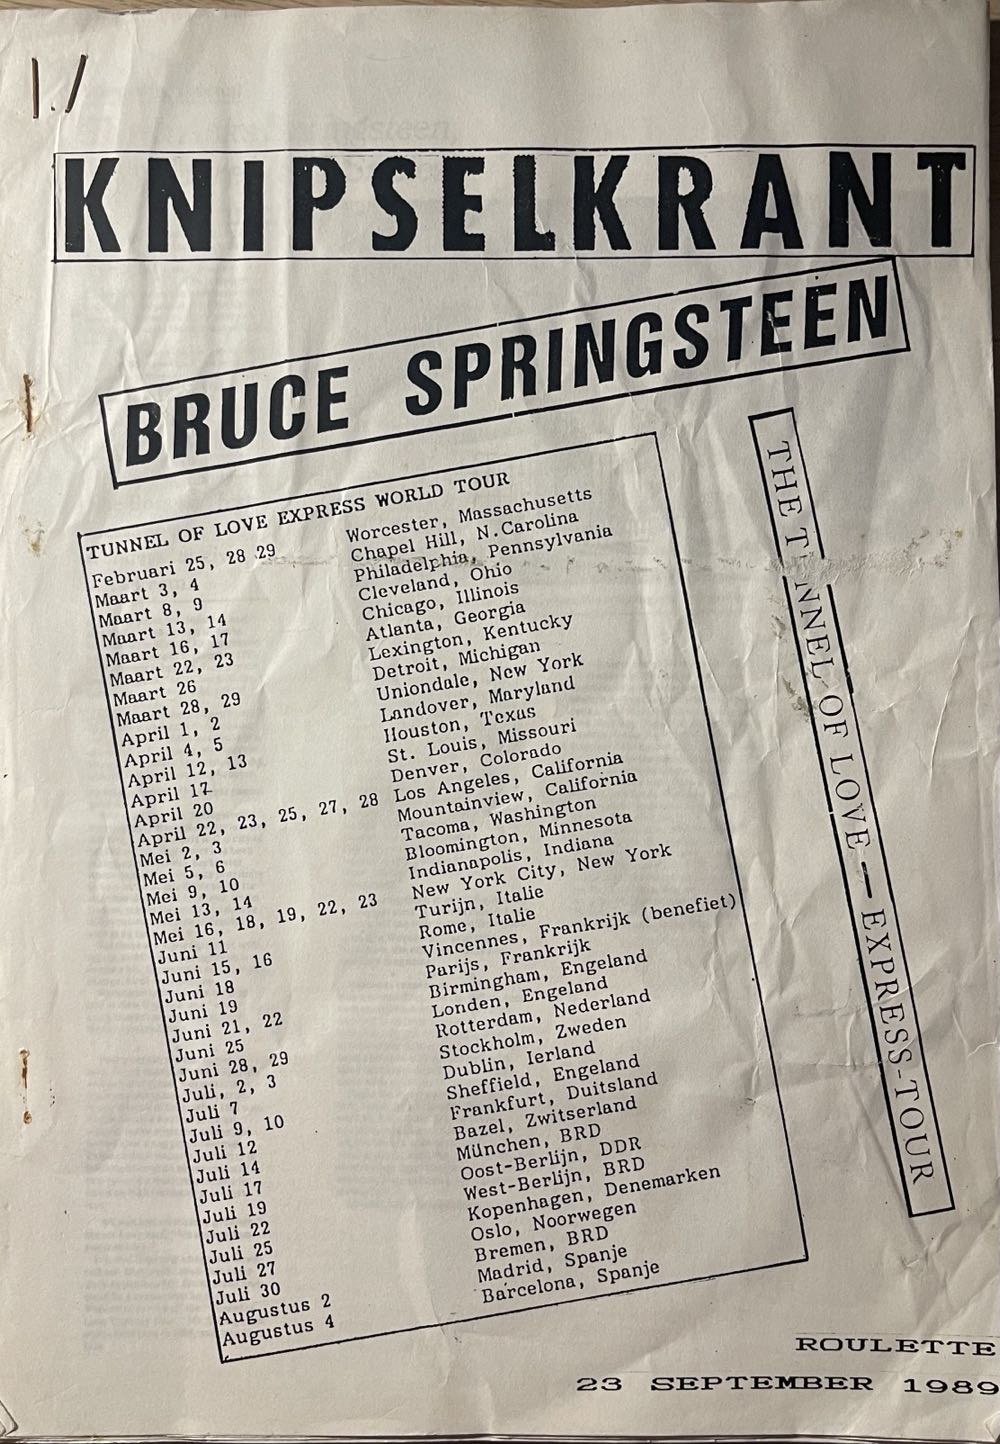 KNIPSELKRANT
BRUCE SPRINGSTEEN
TUNNEL OF LOVE EXPRESS WORLD TOUR
Februari 25, 28 29 Worcester, Massachusetts
Maart 3, 4 Chapel Hill, N.Carolina
Maart 8, 9 Philadelphia, Pennsylvania
Maart 13, 14 Cleveland, Ohio
Maart 16, 17 Chicago, Illinois
Maart 22, 23 Atlanta, Georgia
Maart 26 Lexington, Kentucky
Maart 28, 29 Detroit, Michigan
April 1, 2 Uniondale, New York
April 4, 5 Landover, Maryland
April 12, 13 Houston, Texas
April 17 St. Louis, Missouri
April 20 Denver, Colorado
April 22, 23, 25, 27, 28 Los Angeles, California
Mei 2, 3 Mountainview, California
Mei 5, 6 Tacoma, Washington
Mei 9, 10 Bloomington, Minnesota
Mei 13, 14 Indianapolis, Indiana
Mei 16, 18, 19, 22, 23 New York City, New York
Juni 11 Turijn, Italie
Juni 15, 16 Rome, Italie
Juni 18 Vincennes, Frankrijk (benefiet)
Juni 19 Parijs, Frankrijk
Juni 21, 22 Birmingham, Engeland
Juni 25 Londen, Engeland
Juni 28, 29 Rotterdam, Nederland
Juli, 2, 3 Stockholm, Zweden
Juli 7 Dublin, Ierland
Juli 9, 10 Sheffield, Engeland
Juli 12 Frankfurt, Duitsland
Juli 14 Bazel, Zwitserland
Juli 17 München, BRD
Juli 19 Oost-Berlijn, DDR
Juli 22 West-Berlijn, BRD
Juli 25 Kopenhagen, Denemarken
Juli 27 Oslo, Noorwegen
Juli 30 Bremen, BRD
Augustus 2 Madrid, Spanje
Augustus 4 Barcelona, Spanje
THE T NNEL OF LOVE — EXPRESS-TOUR
ROULETTE
23 SEPTEMBER 1989